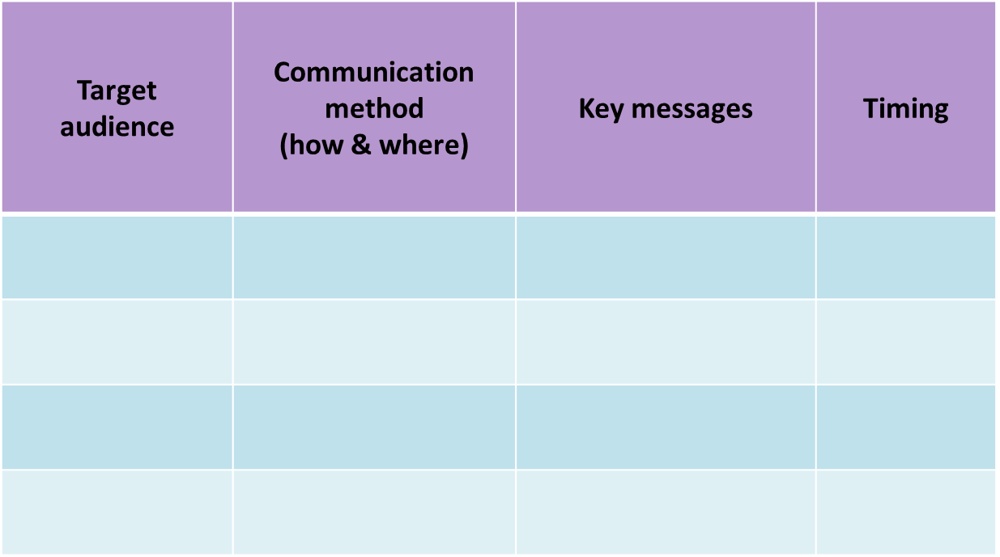 Target
audience
Communication
method
(how & where)
Key messages
Timing